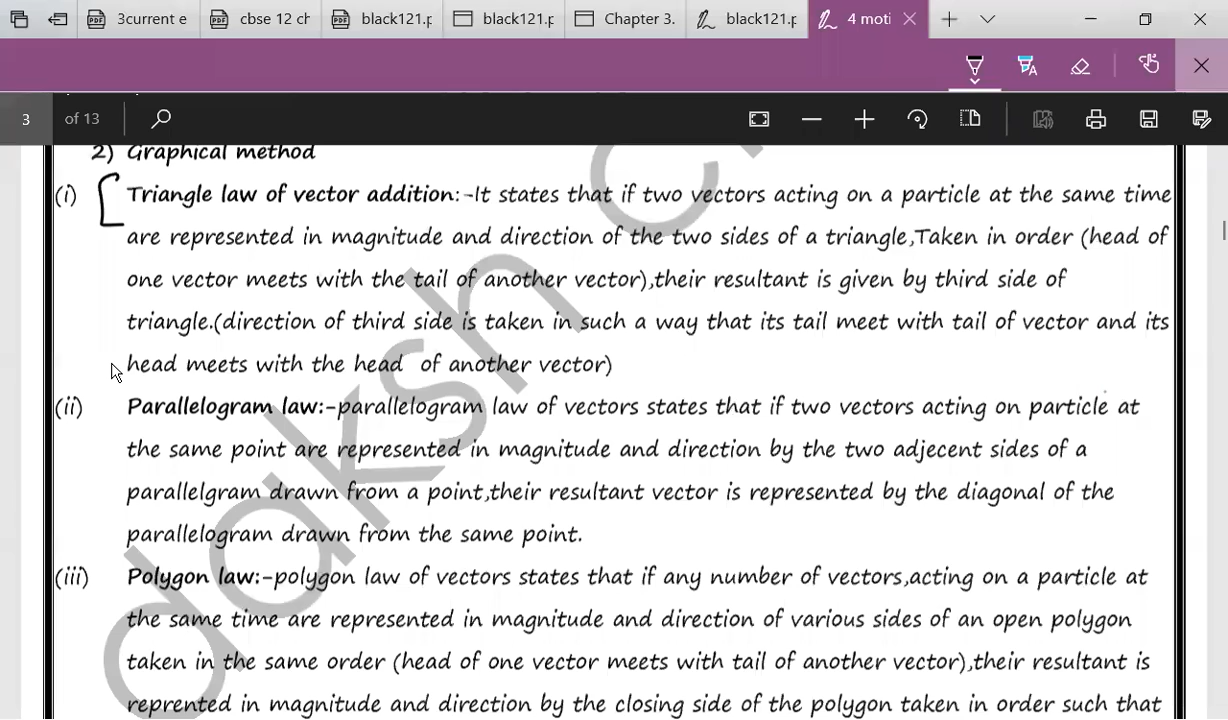 3current e
cbse 12 ch
black121.p
black121.p
Chapter 3.
black121.p
4 moti
3 of 13
2) Graphical method
(i) Triangle law of vector addition:-It states that if two vectors acting on a particle at the same time
are represented in magnitude and direction of the two sides of a triangle,Taken in order (head of
one vector meets with the tail of another vector),their resultant is given by third side of
triangle.(direction of third side is taken in such a way that its tail meet with tail of vector and its
head meets with the head of another vector)
(ii) Parallelogram law:-parallelogram law of vectors states that if two vectors acting on particle at
the same point are represented in magnitude and direction by the two adjecent sides of a
parallelgram drawn from a point,their resultant vector is represented by the diagonal of the
parallelogram drawn from the same point.
(iii) Polygon law:-polygon law of vectors states that if any number of vectors,acting on a particle at
the same time are represented in magnitude and direction of various sides of an open polygon
taken in the same order (head of one vector meets with tail of another vector),their resultant is
reprented in magnitude and direction by the closing side of the polygon taken in order such that
daksh c